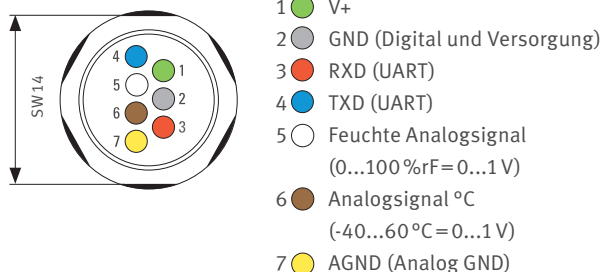 SW14
4
1
5
2
6
3
7
1 V+
2 GND (Digital und Versorgung)
3 RXD (UART)
4 TXD (UART)
5 Feuchte Analogsignal
(0...100 %rF = 0...1 V)
6 Analogsignal °C
(-40...60 °C = 0...1 V)
7 AGND (Analog GND)